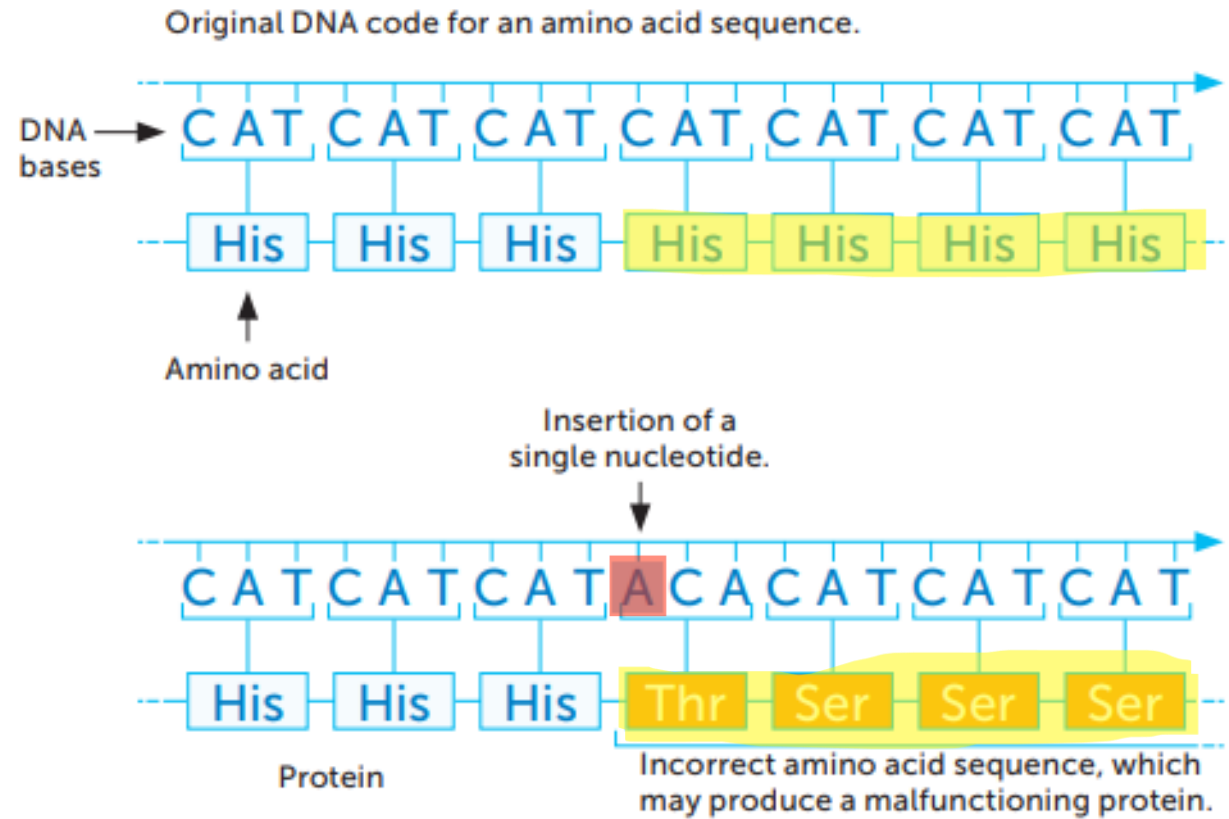 Original DNA code for an amino acid sequence.
DNA bases
C A T C A T C A T C A T C A T C A T C A T
His His His His His His His
Amino acid
Insertion of a
single nucleotide.
C A T C A T C A T A C A C A T C A T C A T
His His His Thr Ser Ser Ser
Protein
Incorrect amino acid sequence, which
may produce a malfunctioning protein.